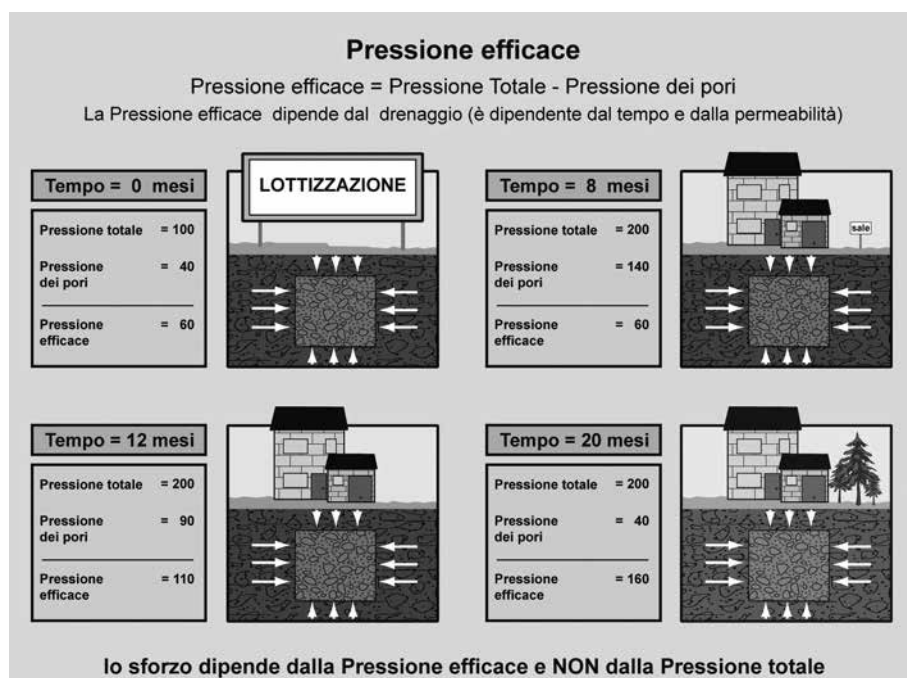 Pressione efficace
Pressione efficace = Pressione Totale - Pressione dei pori
La Pressione efficace dipende dal drenaggio (è dipendente dal tempo e dalla permeabilità)
Tempo = 0 mesi
Pressione totale = 100
Pressione = 40
dei pori
Pressione = 60
efficace
LOTTIZZAZIONE
Tempo = 8 mesi
Pressione totale = 200
Pressione = 140
dei pori
Pressione = 60
efficace
sale
Tempo = 12 mesi
Pressione totale = 200
Pressione = 90
dei pori
Pressione = 110
efficace
Tempo = 20 mesi
Pressione totale = 200
Pressione = 40
dei pori
Pressione = 160
efficace
lo sforzo dipende dalla Pressione efficace e NON dalla Pressione totale